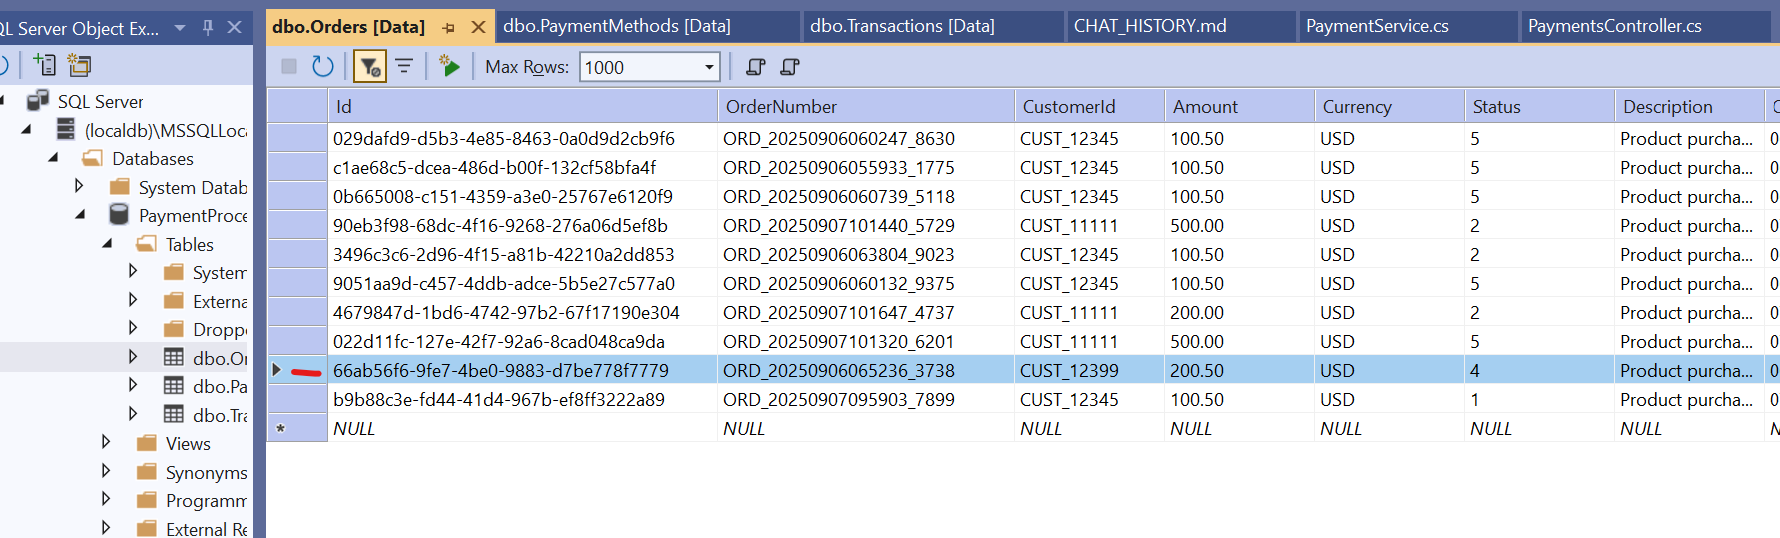 QL Server Object Ex...
dbo.Orders [Data]
dbo.PaymentMethods [Data]
dbo.Transactions [Data]
CHAT_HISTORY.md
PaymentService.cs
PaymentsController.cs
Max Rows: 1000
SQL Server
(localdb)\MSSQLLoca
Databases
System Datab
PaymentProce
Tables
System
External
Droppe
dbo.Or
dbo.Pa
dbo.Tra
Views
Synonyms
Programm
External Re
Id OrderNumber CustomerId Amount Currency Status Description C
029dafd9-d5b3-4e85-8463-0a0d9d2cb9f6 ORD_20250906060247_8630 CUST_12345 100.50 USD 5 Product purcha... 0
c1ae68c5-dcea-486d-b00f-132cf58bfa4f ORD_20250906055933_1775 CUST_12345 100.50 USD 5 Product purcha... 0
0b665008-c151-4359-a3e0-25767e6120f9 ORD_20250906060739_5118 CUST_12345 100.50 USD 5 Product purcha... 0
90eb3f98-68dc-4f16-9268-276a06d5ef8b ORD_20250907101440_5729 CUST_11111 500.00 USD 2 Product purcha... 0
3496c3c6-2d96-4f15-a81b-42210a2dd853 ORD_20250906063804_9023 CUST_12345 100.50 USD 2 Product purcha... 0
9051aa9d-c457-4ddb-adce-5b5e27c577a0 ORD_20250906060132_9375 CUST_12345 100.50 USD 5 Product purcha... 0
4679847d-1bd6-4742-97b2-67f17190e304 ORD_20250907101647_4737 CUST_11111 200.00 USD 2 Product purcha... 0
022d11fc-127e-42f7-92a6-8cad048ca9da ORD_20250907101320_6201 CUST_11111 500.00 USD 5 Product purcha... 0
66ab56f6-9fe7-4be0-9883-d7be778f7779 ORD_20250906065236_3738 CUST_12399 200.50 USD 4 Product purcha... 0
b9b88c3e-fd44-41d4-967b-ef8ff3222a89 ORD_20250907095903_7899 CUST_12345 100.50 USD 1 Product purcha... 0
NULL NULL NULL NULL NULL NULL NULL N